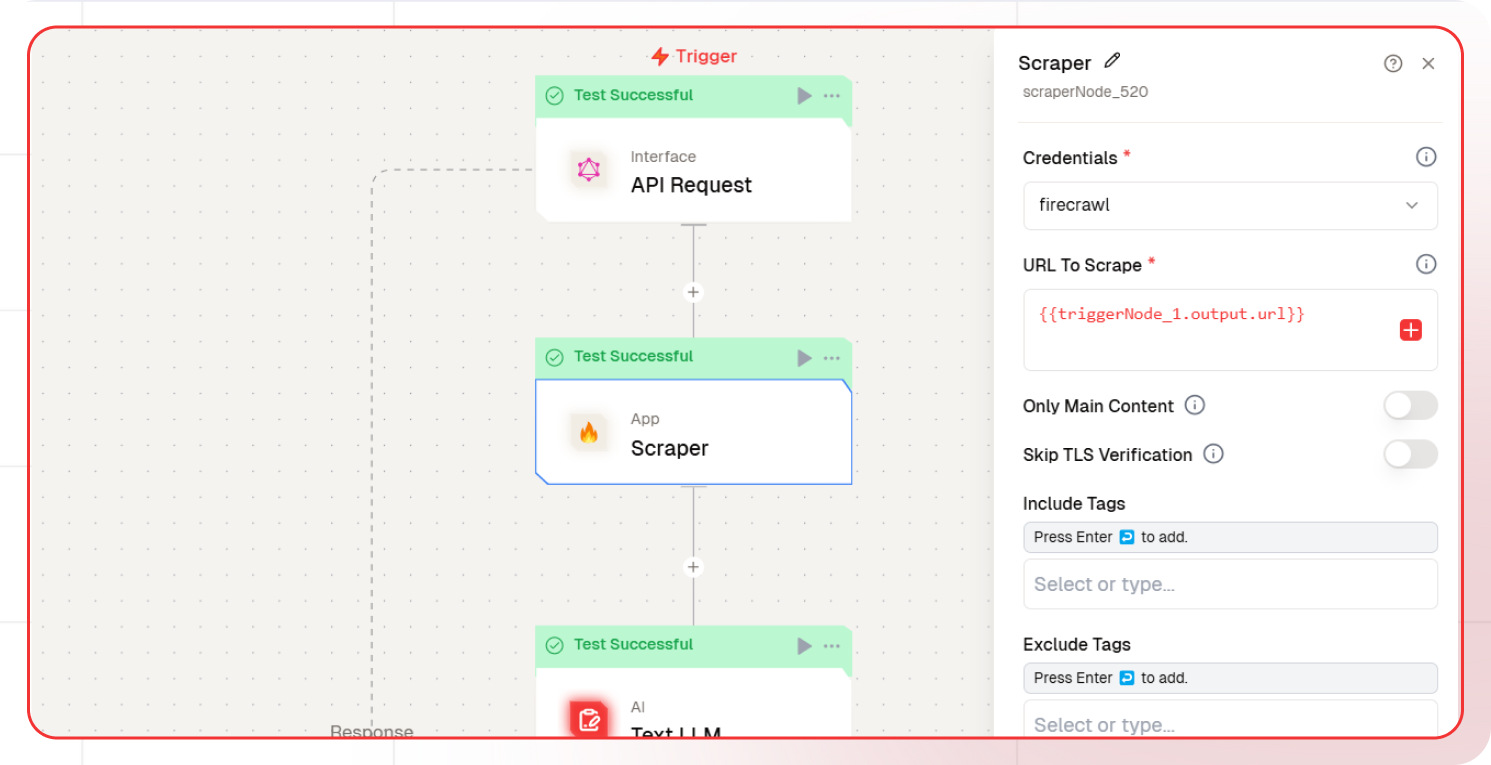 Trigger
Test Successful
Interface
API Request
Test Successful
App
Scraper
Test Successful
AI
Text LLM
Response
Scraper
scraperNode_520
Credentials *
firecrawl
URL To Scrape *
{{triggerNode_1.output.url}}
Only Main Content
Skip TLS Verification
Include Tags
Press Enter to add.
Select or type...
Exclude Tags
Press Enter to add.
Select or type...